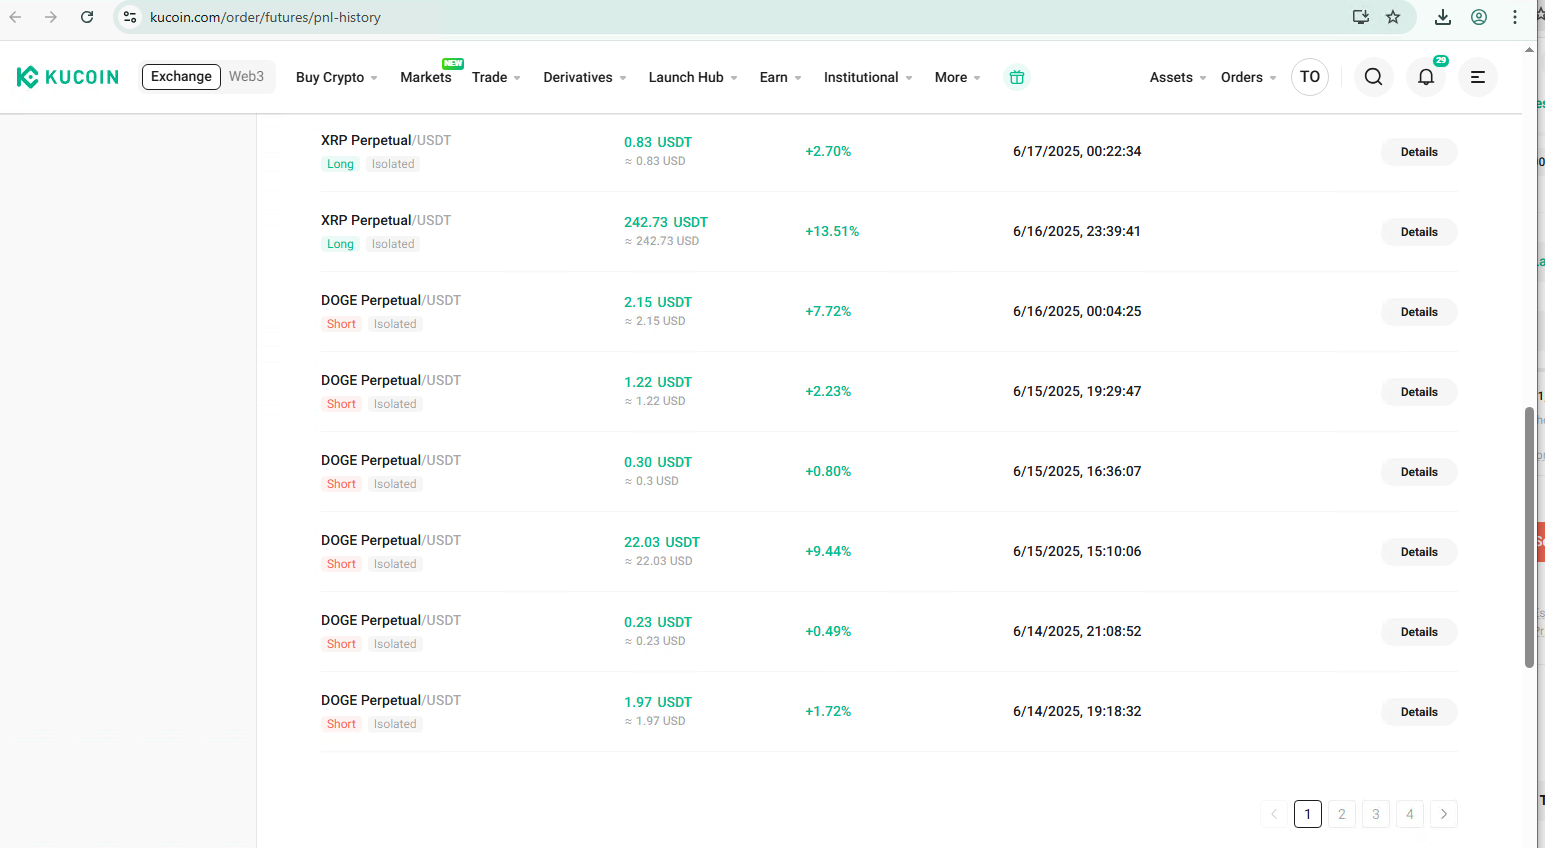 kucoin.com/order/futures/pnl-history
KUCOIN Exchange Web3 Buy Crypto Markets NEW Trade Derivatives Launch Hub Earn Institutional More Assets Orders TO 29
XRP Perpetual/USDT 0.83 USDT +2.70% 6/17/2025, 00:22:34 Details
Long Isolated ≈ 0.83 USD
XRP Perpetual/USDT 242.73 USDT +13.51% 6/16/2025, 23:39:41 Details
Long Isolated ≈ 242.73 USD
DOGE Perpetual/USDT 2.15 USDT +7.72% 6/16/2025, 00:04:25 Details
Short Isolated ≈ 2.15 USD
DOGE Perpetual/USDT 1.22 USDT +2.23% 6/15/2025, 19:29:47 Details
Short Isolated ≈ 1.22 USD
DOGE Perpetual/USDT 0.30 USDT +0.80% 6/15/2025, 16:36:07 Details
Short Isolated ≈ 0.3 USD
DOGE Perpetual/USDT 22.03 USDT +9.44% 6/15/2025, 15:10:06 Details
Short Isolated ≈ 22.03 USD
DOGE Perpetual/USDT 0.23 USDT +0.49% 6/14/2025, 21:08:52 Details
Short Isolated ≈ 0.23 USD
DOGE Perpetual/USDT 1.97 USDT +1.72% 6/14/2025, 19:18:32 Details
Short Isolated ≈ 1.97 USD
1 2 3 4